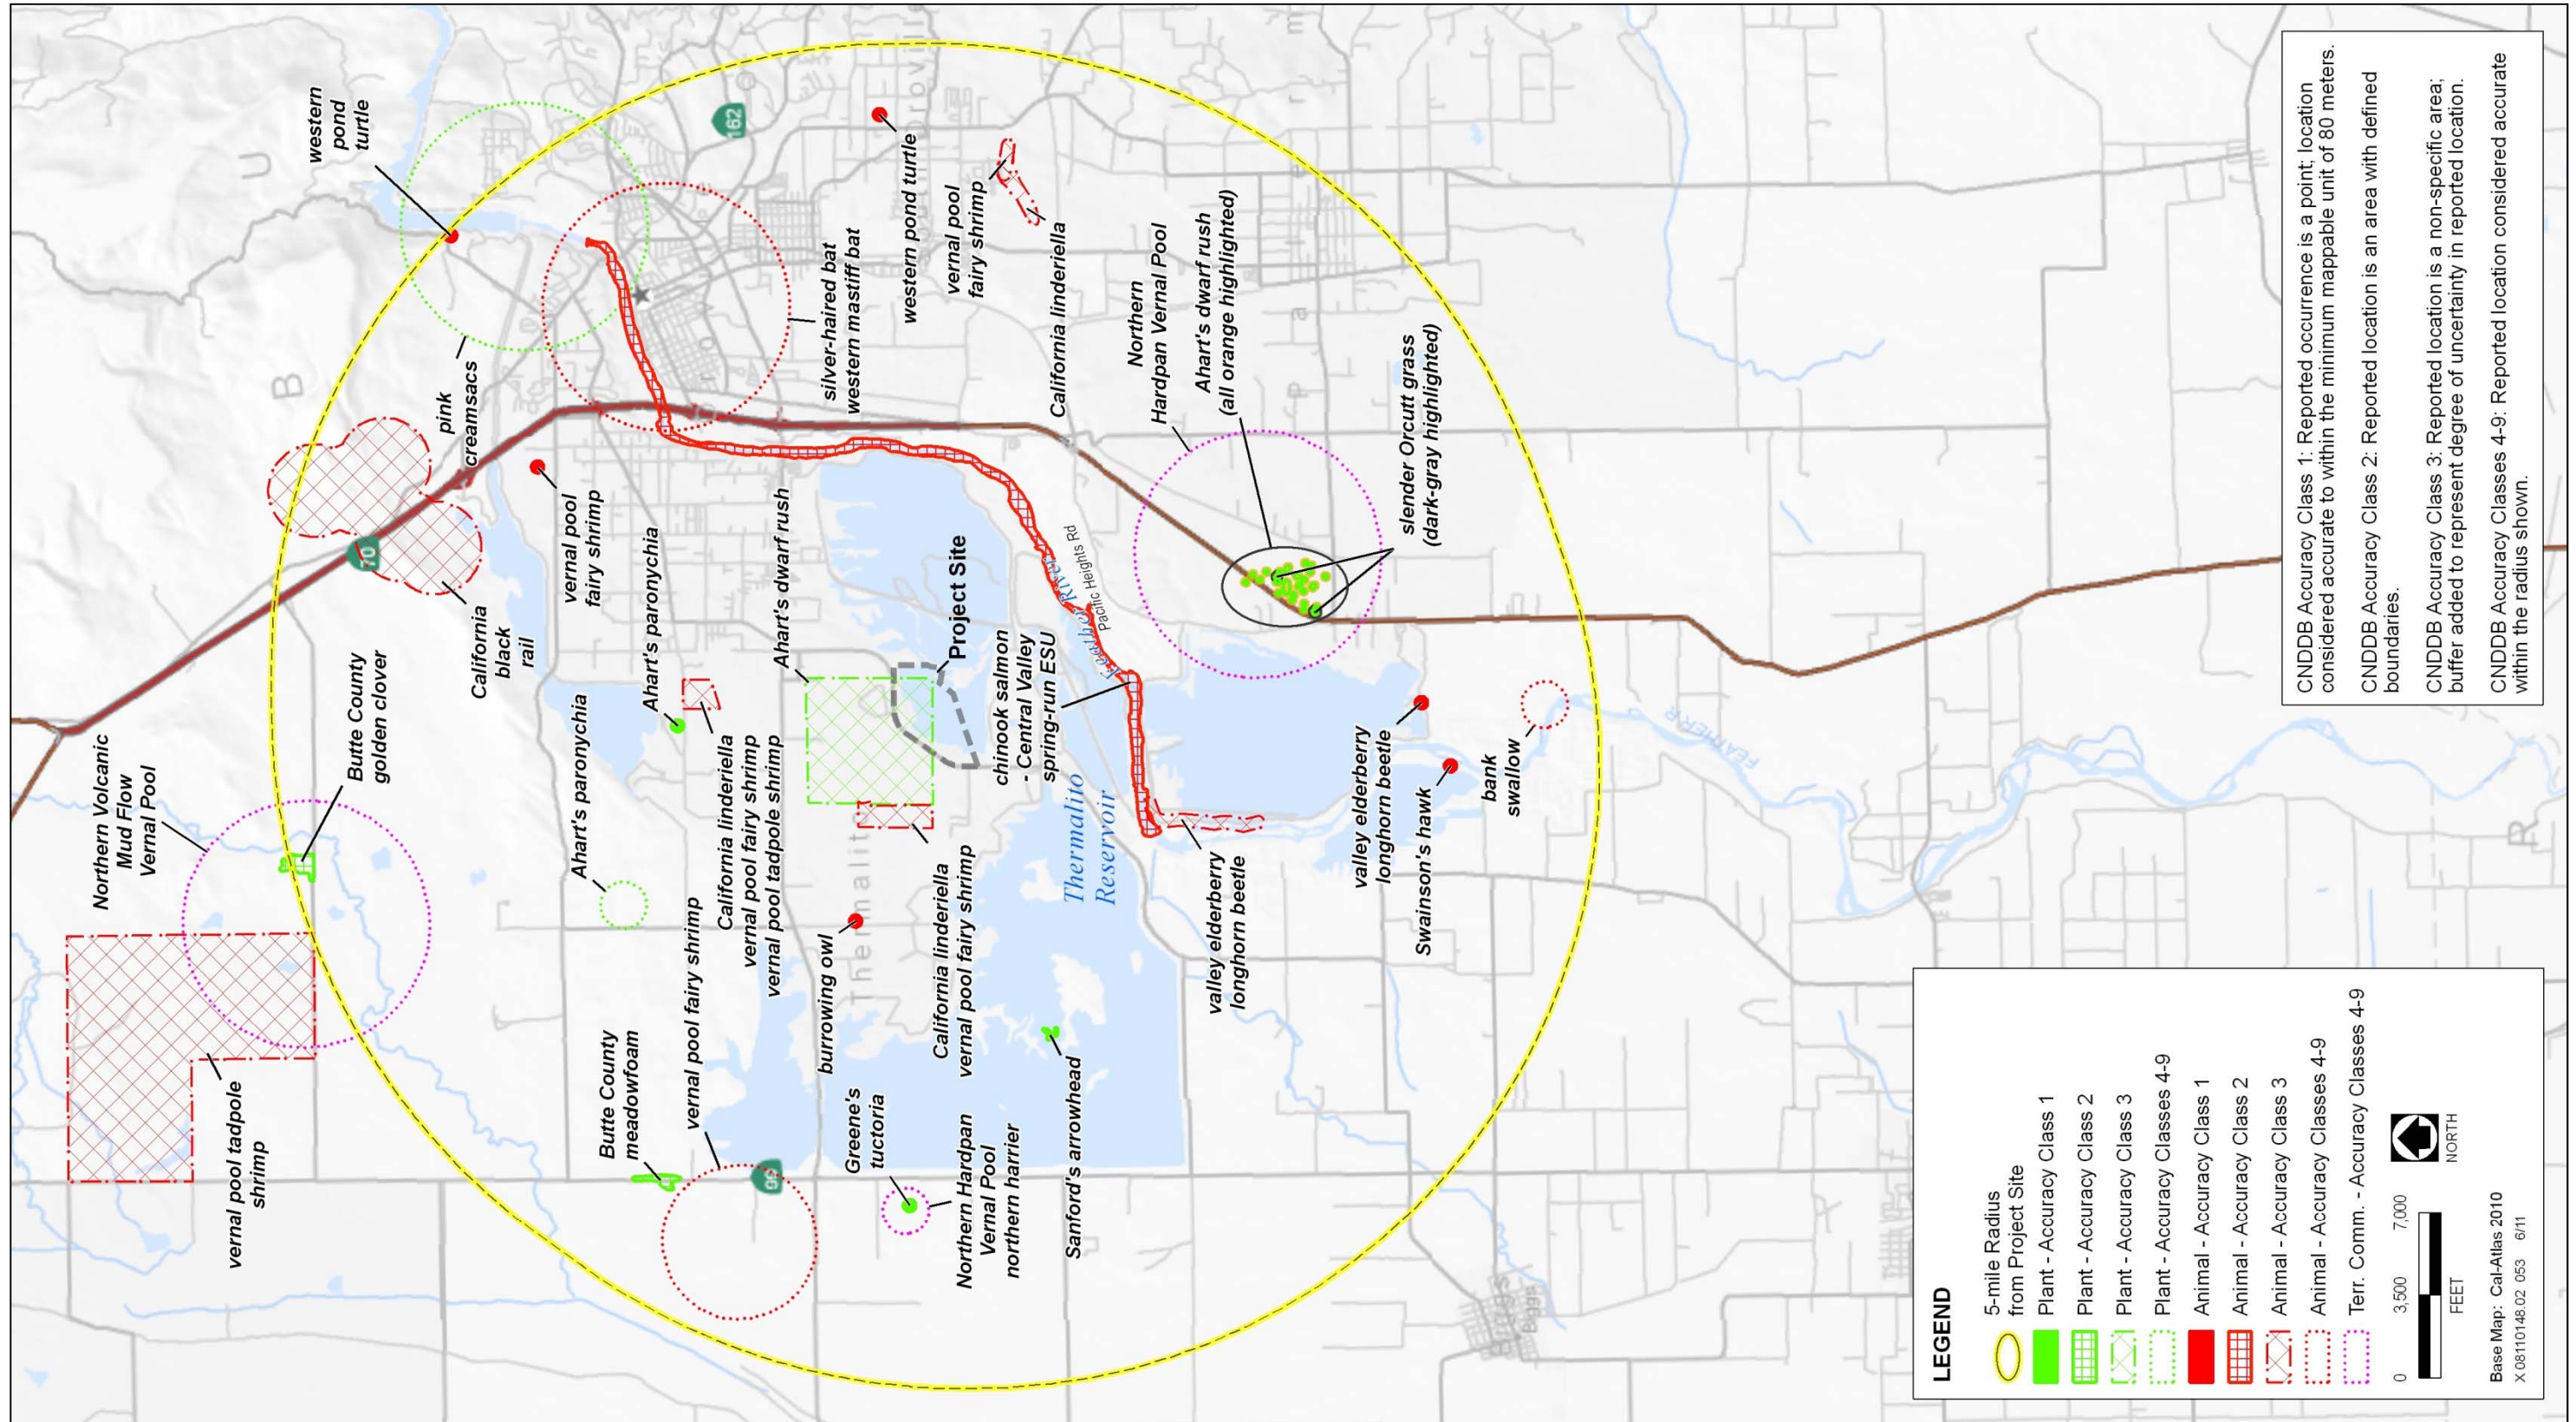 western
pond
turtle
U
B
162
70
99
pink
creamsacs
Northern Volcanic
Mud Flow
Vernal Pool
Butte County
golden clover
California
black
rail
vernal pool
fairy shrimp
Ahart's paronychia
Ahart's paronychia
Ahart's dwarf rush
silver-haired bat
western mastiff bat
western pond turtle
vernal pool
fairy shrimp
California linderiella
Northern
Hardpan Vernal Pool
Ahart's dwarf rush
(all orange highlighted)
slender Orcutt grass
(dark-gray highlighted)
Project Site
Pacific Heights Rd
Feather River
chinook salmon
- Central Valley
spring-run ESU
California linderiella
vernal pool fairy shrimp
vernal pool tadpole shrimp
vernal pool tadpole
shrimp
Butte County
meadowfoam
vernal pool fairy shrimp
burrowing owl
Thermalit
California linderiella
vernal pool fairy shrimp
Thermalito
Reservoir
Greene's
tuctoria
Northern Hardpan
Vernal Pool
northern harrier
Sanford's arrowhead
valley elderberry
longhorn beetle
valley elderberry
longhorn beetle
Swainson's hawk
bank
swallow
FEATHER R
R
Biggs
Biggs
CNDDB Accuracy Class 1: Reported occurrence is a point; location
considered accurate to within the minimum mappable unit of 80 meters.
CNDDB Accuracy Class 2: Reported location is an area with defined
boundaries.
CNDDB Accuracy Class 3: Reported location is a non-specific area;
buffer added to represent degree of uncertainty in reported location.
CNDDB Accuracy Classes 4-9: Reported location considered accurate
within the radius shown.
LEGEND
5-mile Radius
from Project Site
Plant - Accuracy Class 1
Plant - Accuracy Class 2
Plant - Accuracy Class 3
Plant - Accuracy Classes 4-9
Animal - Accuracy Class 1
Animal - Accuracy Class 2
Animal - Accuracy Class 3
Animal - Accuracy Classes 4-9
Terr. Comm. - Accuracy Classes 4-9
0 3,500 7,000
FEET
NORTH
Base Map: Cal-Atlas 2010
X 08110148.02 053 6/11